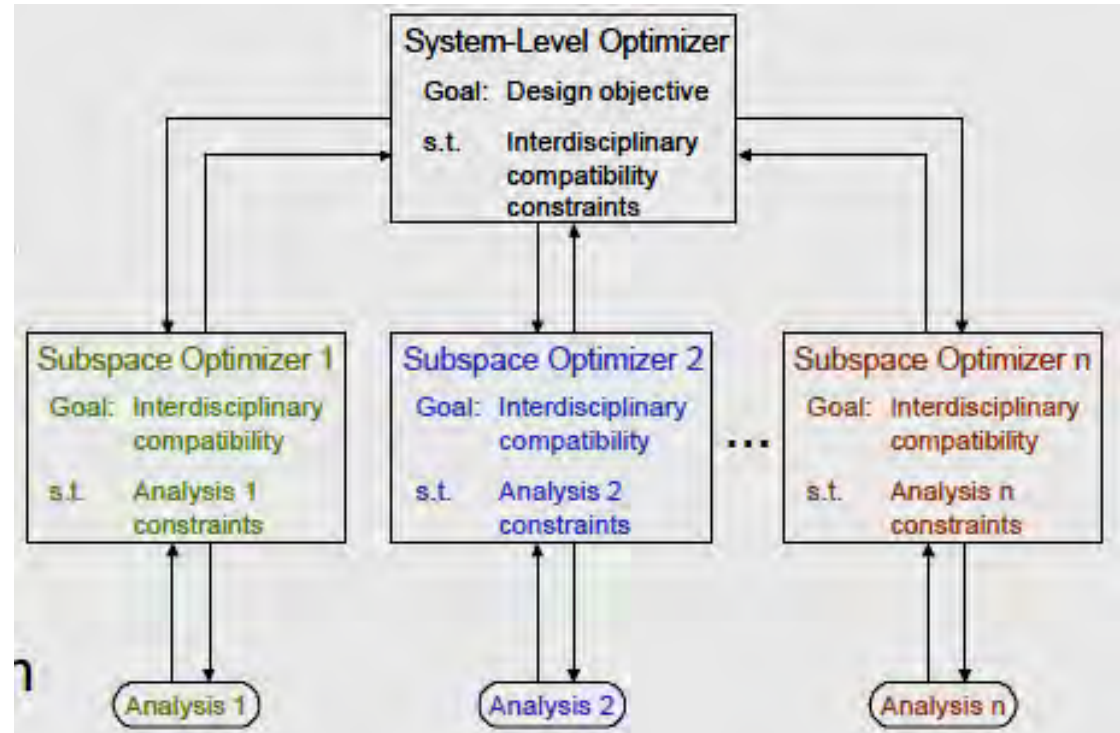 System-Level Optimizer
Goal: Design objective
s.t. Interdisciplinary
compatibility
constraints
Subspace Optimizer 1
Goal: Interdisciplinary
compatibility
s.t. Analysis 1
constraints
Subspace Optimizer 2
Goal: Interdisciplinary
compatibility
s.t. Analysis 2
constraints
...
Subspace Optimizer n
Goal: Interdisciplinary
compatibility
s.t. Analysis n
constraints
Analysis 1
Analysis 2
Analysis n